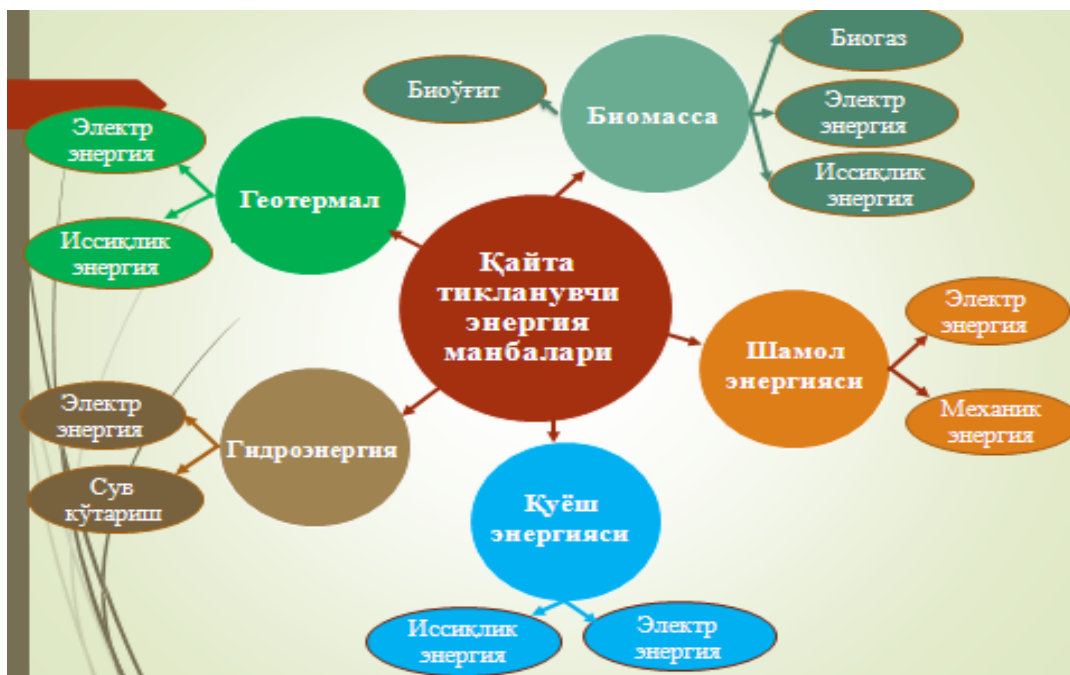 Биогаз
Биоўғит
Биомасса
Электр
энергия
Иссиқлик
энергия
Электр
энергия
Геотермал
Иссиқлик
энергия
Қайта
тикланувчи
энергия
манбалари
Шамол
энергияси
Электр
энергия
Механик
энергия
Электр
энергия
Гидроэнергия
Сув
кўтариш
Қуёш
энергияси
Иссиқлик
энергия
Электр
энергия